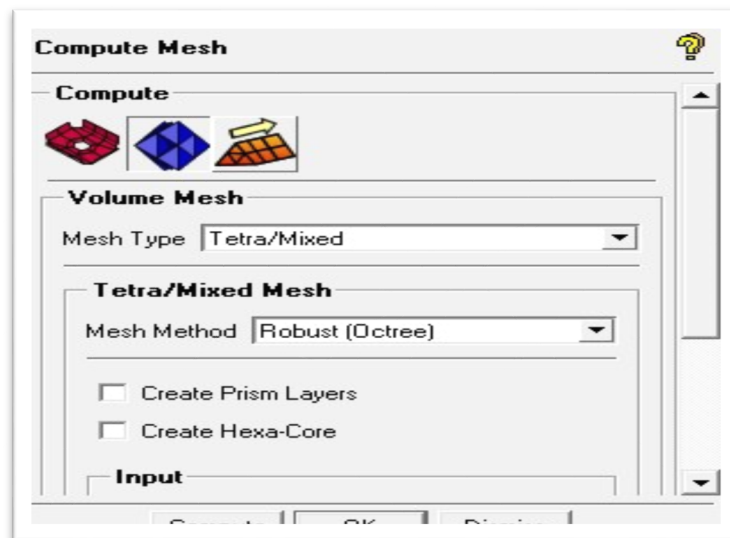 Compute Mesh
Compute
Volume Mesh
Mesh Type Tetra/Mixed
Tetra/Mixed Mesh
Mesh Method Robust (Octree)
Create Prism Layers
Create Hexa-Core
Input